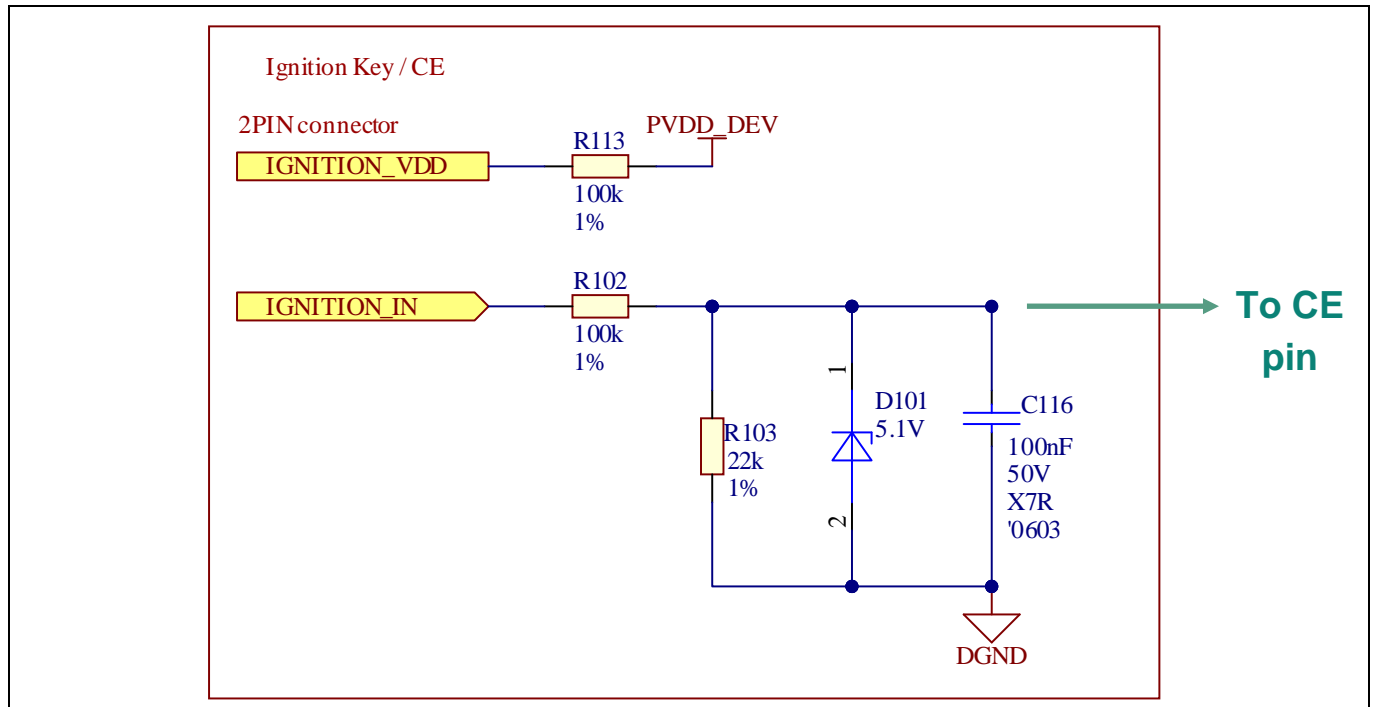 Ignition Key / CE
2PIN connector
IGNITION_VDD
R113
100k
1%
PVDD_DEV
IGNITION_IN
R102
100k
1%
To CE
pin
R103
22k
1%
1
2
D101
5.1V
C116
100nF
50V
X7R
'0603
DGND